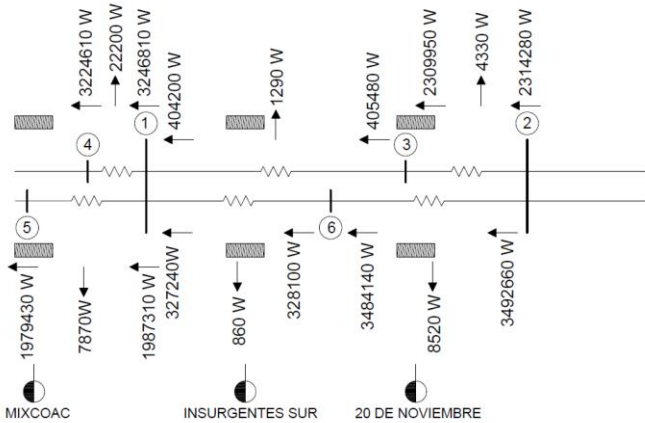 3224610 W
22200 W
3246810 W
404200 W
1290 W
405480 W
2309950 W
4330 W
2314280 W
1
2
4
3
5
6
1979430 W
7870W
1987310 W
327240W
860 W
328100 W
3484140 W
8520 W
3492660 W
MIXCOAC
INSURGENTES SUR
20 DE NOVIEMBRE